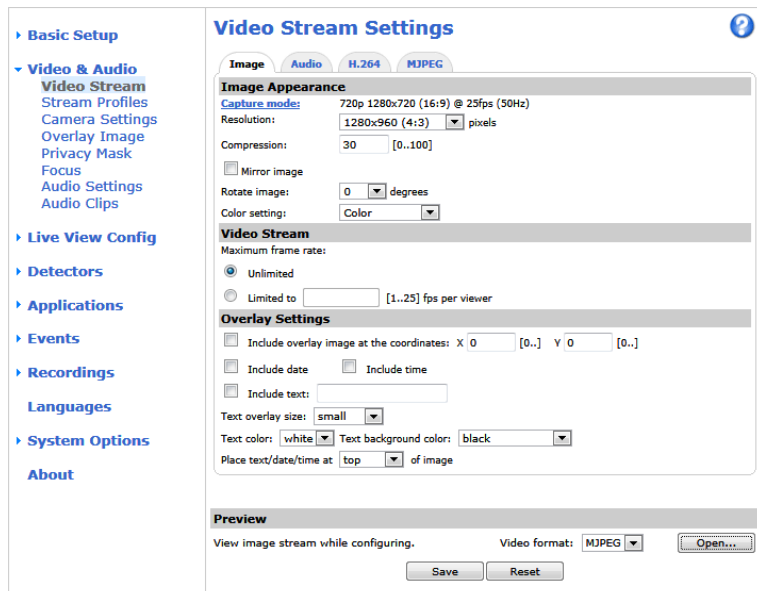 Basic Setup
Video & Audio
Video Stream
Stream Profiles
Camera Settings
Overlay Image
Privacy Mask
Focus
Audio Settings
Audio Clips
Live View Config
Detectors
Applications
Events
Recordings
Languages
System Options
About
Video Stream Settings
?
Image Audio H.264 MJPEG
Image Appearance
Capture mode: 720p 1280x720 (16:9) @ 25fps (50Hz)
Resolution: 1280x960 (4:3) pixels
Compression: 30 [0..100]
Mirror image
Rotate image: 0 degrees
Color setting: Color
Video Stream
Maximum frame rate:
Unlimited
Limited to [1..25] fps per viewer
Overlay Settings
Include overlay image at the coordinates: X 0 [0..] Y 0 [0..]
Include date Include time
Include text:
Text overlay size: small
Text color: white Text background color: black
Place text/date/time at top of image
Preview
View image stream while configuring. Video format: MJPEG Open...
Save Reset